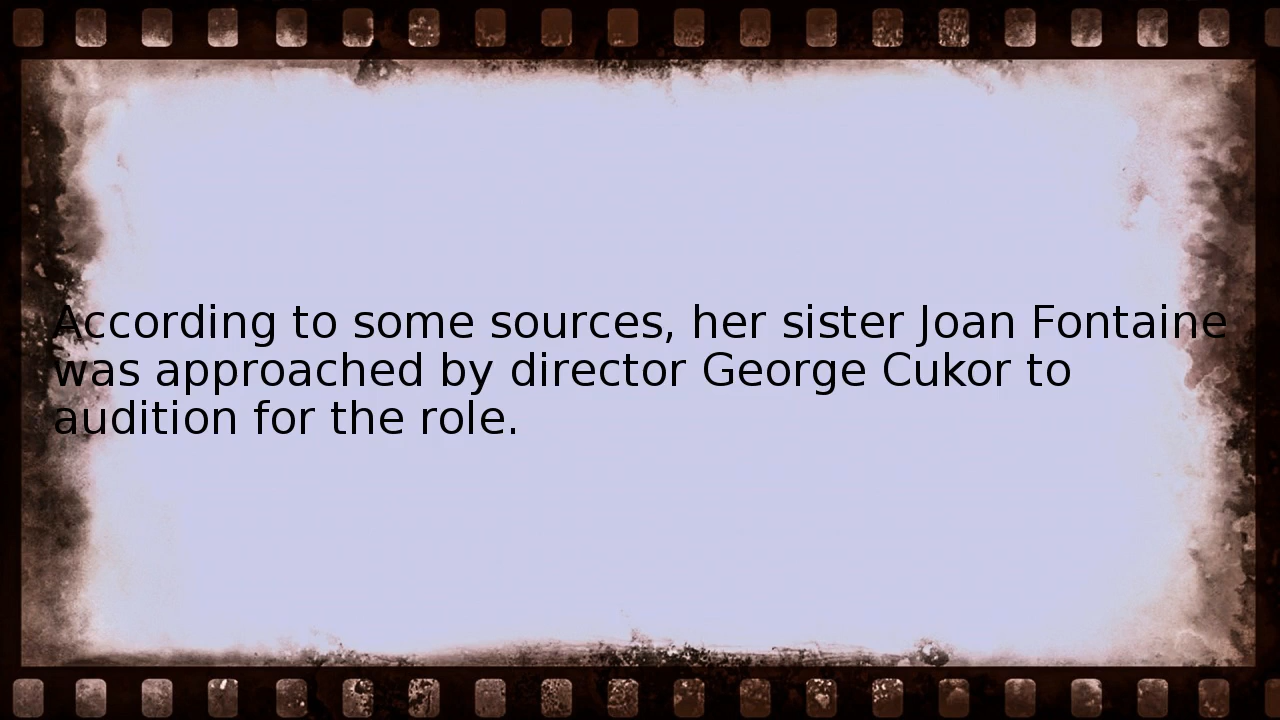 According to some sources, her sister Joan Fontaine
was approached by director George Cukor to
audition for the role.